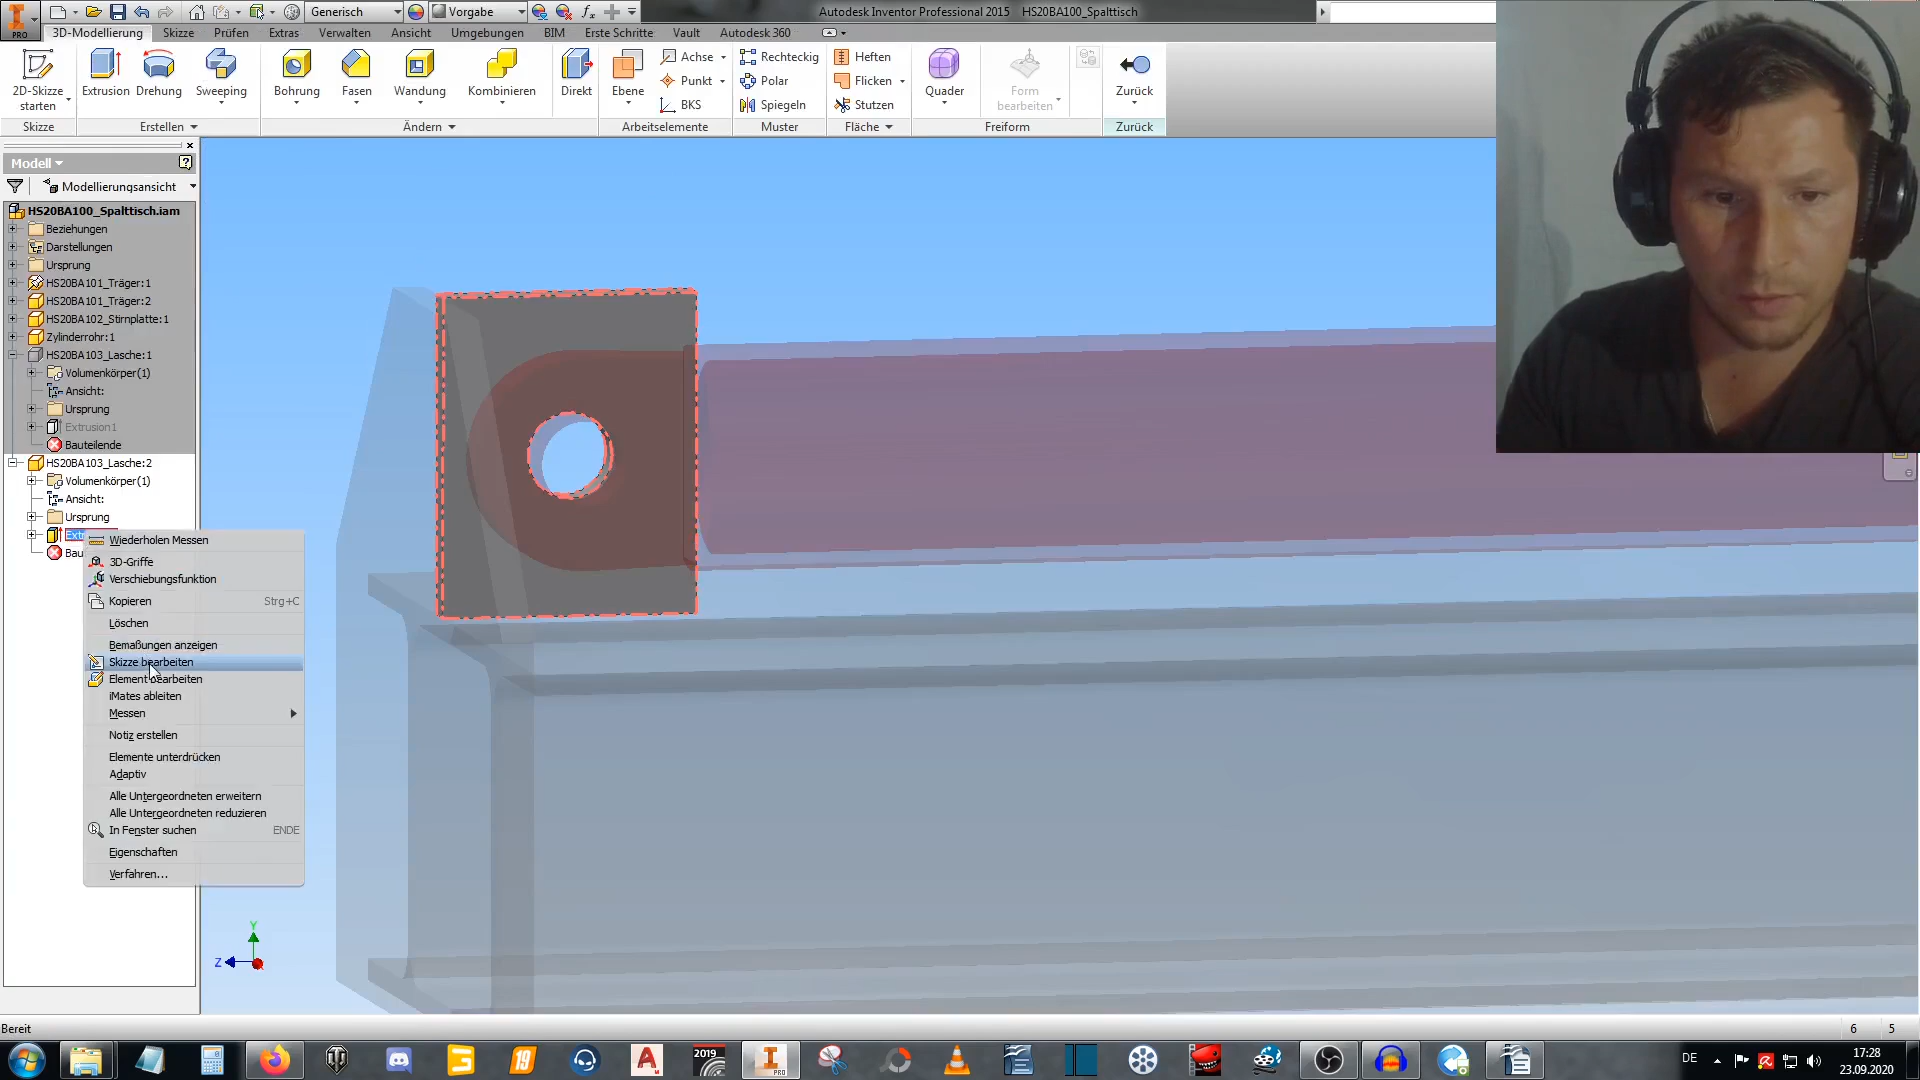 Generisch
Vorgabe
Autodesk Inventor Professional 2015 HS20BA100_Spalttisch
PRO
3D-Modellierung Skizze Prüfen Extras Verwalten Ansicht Umgebungen BIM Erste Schritte Vault Autodesk 360
2D-Skizze starten
Extrusion Drehung Sweeping
Bohrung Fasen Wandung Kombinieren
Direkt
Ebene
Achse
Punkt
BKS
Rechteckig
Polar
Spiegeln
Heften
Flicken
Stutzen
Quader
Form bearbeiten
Zurück
Skizze Erstellen Ändern Arbeitselemente Muster Fläche Freiform Zurück
Modell
Modellierungsansicht
HS20BA100_Spalttisch.iam
Beziehungen
Darstellungen
Ursprung
HS20BA101_Träger:1
HS20BA101_Träger:2
HS20BA102_Stirnplatte:1
Zylinderrohr:1
HS20BA103_Lasche:1
Volumenkörper(1)
Ansicht:
Ursprung
Extrusion1
Bauteilende
HS20BA103_Lasche:2
Volumenkörper(1)
Ansicht:
Ursprung
Ext
Bau
Wiederholen Messen
3D-Griffe
Verschiebungsfunktion
Kopieren Strg+C
Löschen
Bemaßungen anzeigen
Skizze bearbeiten
Element bearbeiten
iMates ableiten
Messen
Notiz erstellen
Elemente unterdrücken
Adaptiv
Alle Untergeordneten erweitern
Alle Untergeordneten reduzieren
In Fenster suchen ENDE
Eigenschaften
Verfahren...
Y
Z
Bereit
6 5
19
2019
PRO
DE
17:28
23.09.2020